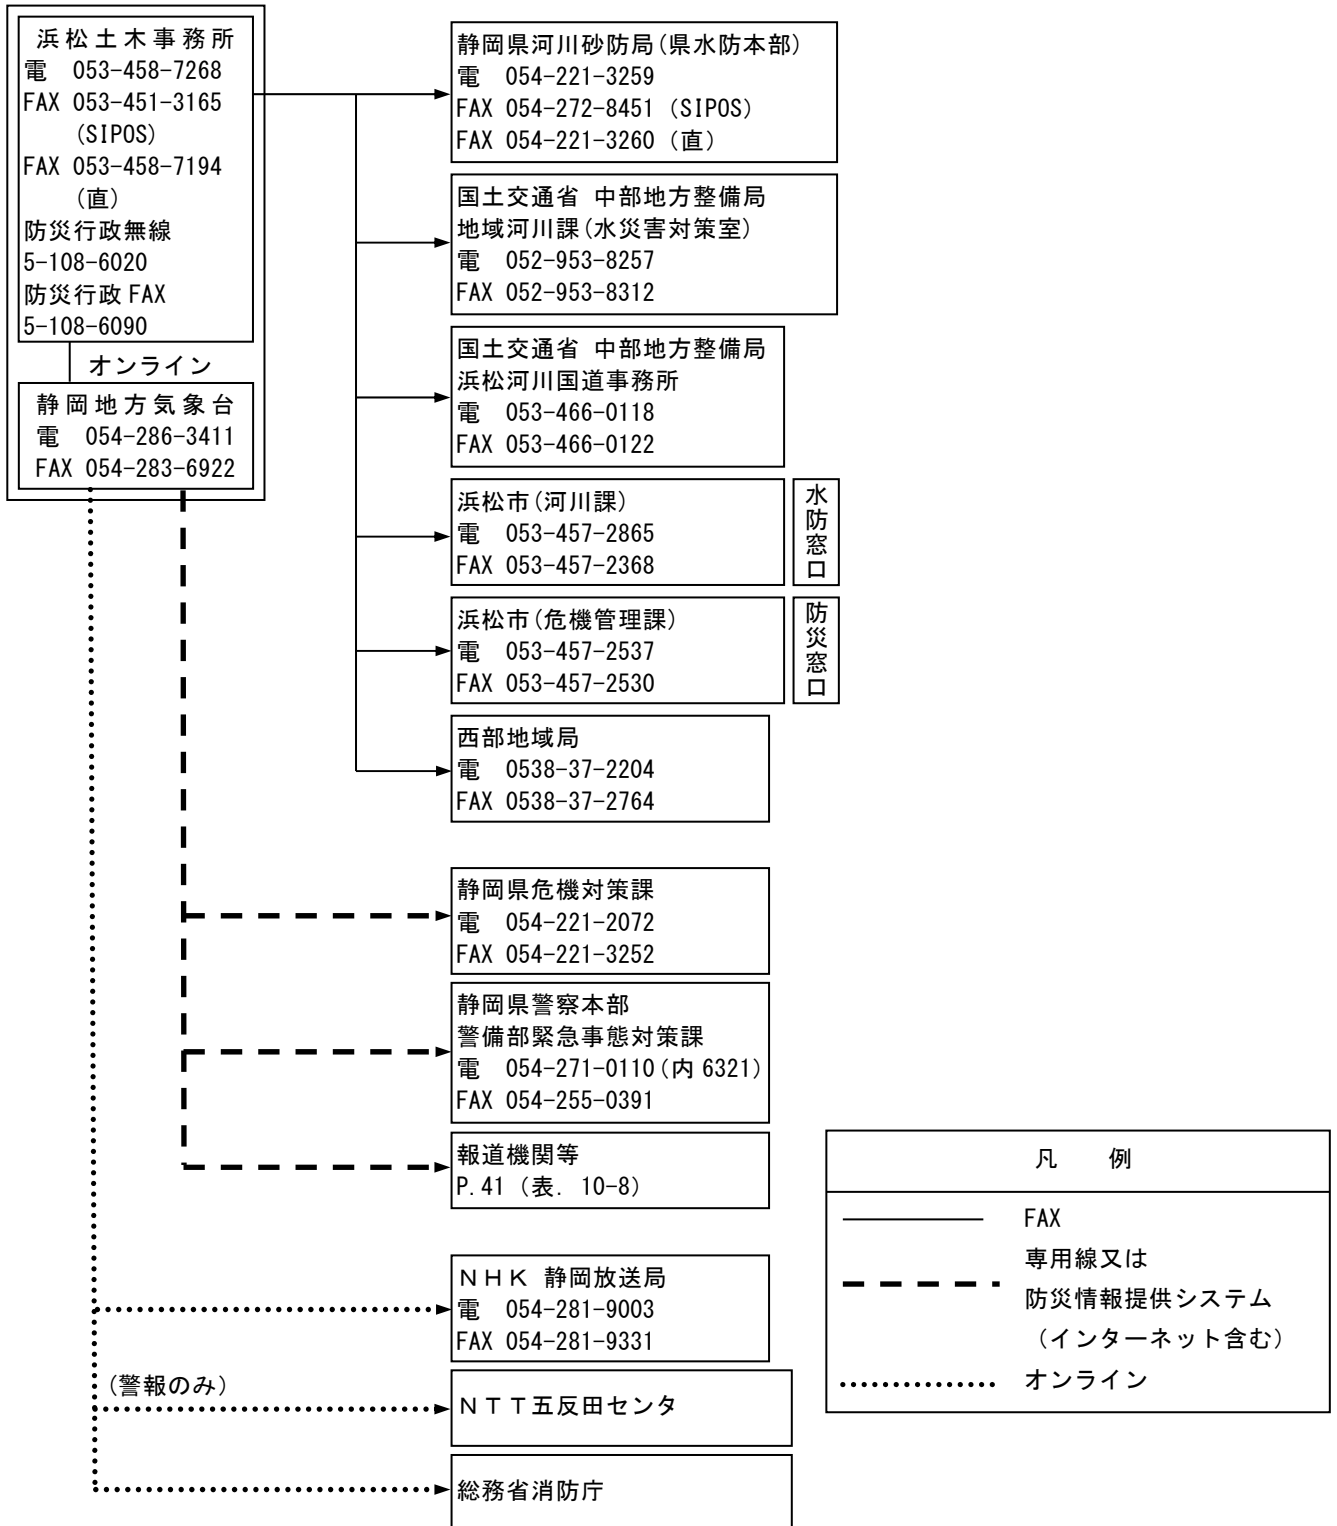 浜松土木事務所
電 053-458-7268
FAX 053-451-3165
(SIPOS)
FAX 053-458-7194
(直)
防災行政無線
5-108-6020
防災行政 FAX
5-108-6090
オンライン
静岡地方気象台
電 054-286-3411
FAX 054-283-6922
静岡県河川砂防局(県水防本部)
電 054-221-3259
FAX 054-272-8451 (SIPOS)
FAX 054-221-3260 (直)
国土交通省 中部地方整備局
地域河川課(水災害対策室)
電 052-953-8257
FAX 052-953-8312
国土交通省 中部地方整備局
浜松河川国道事務所
電 053-466-0118
FAX 053-466-0122
浜松市(河川課)
電 053-457-2865
FAX 053-457-2368
水防窓口
浜松市(危機管理課)
電 053-457-2537
FAX 053-457-2530
防災窓口
西部地域局
電 0538-37-2204
FAX 0538-37-2764
静岡県危機対策課
電 054-221-2072
FAX 054-221-3252
静岡県警察本部
警備部緊急事態対策課
電 054-271-0110(内 6321)
FAX 054-255-0391
報道機関等
P.41 (表. 10-8)
NHK 静岡放送局
電 054-281-9003
FAX 054-281-9331
(警報のみ)
NTT五反田センタ
総務省消防庁
凡 例
FAX
専用線又は
防災情報提供システム
(インターネット含む)
オンライン